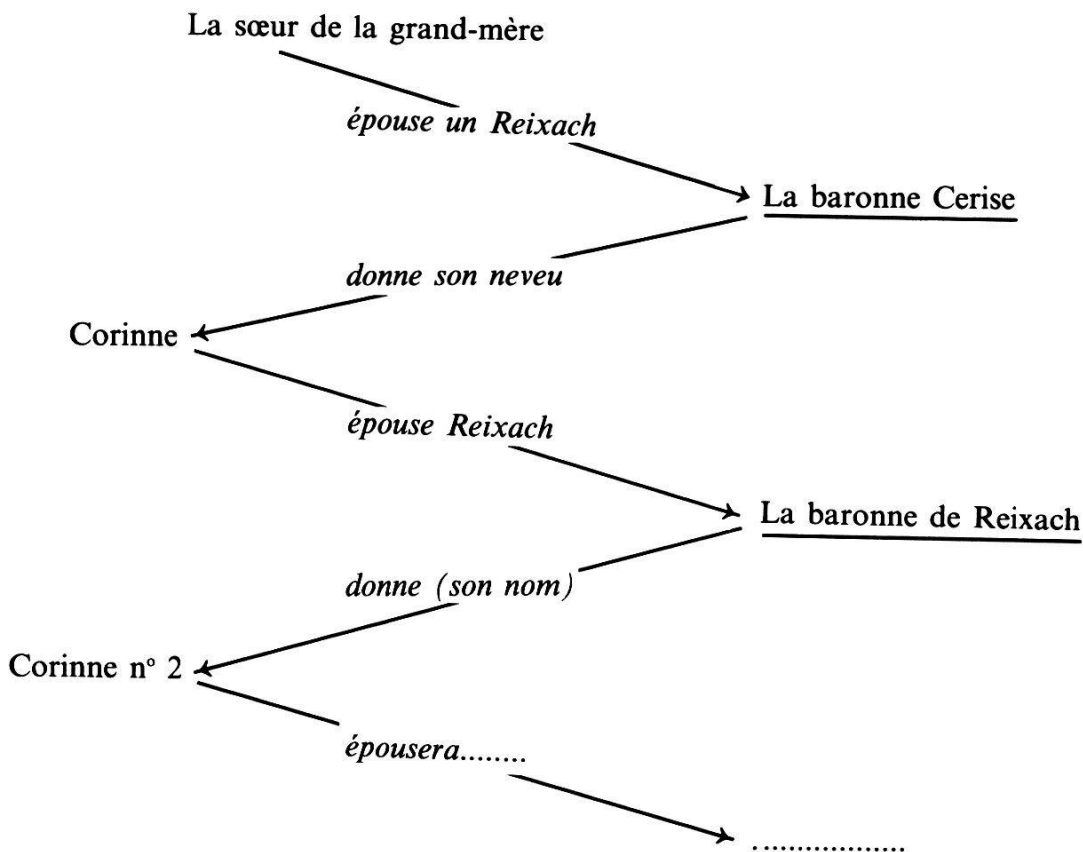 La sœur de la grand-mère
épouse un Reixach
La baronne Cerise
donne son neveu
Corinne
épouse Reixach
La baronne de Reixach
donne (son nom)
Corinne n° 2
épousera........
..................